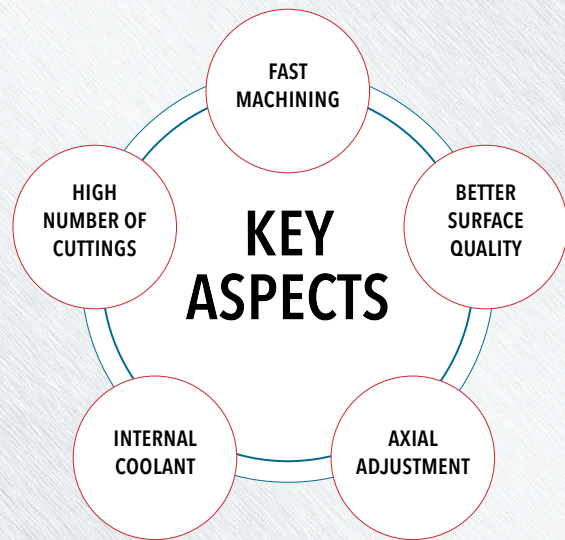 FAST
MACHINING
HIGH
NUMBER OF
CUTTINGS
BETTER
SURFACE
QUALITY
KEY
ASPECTS
INTERNAL
COOLANT
AXIAL
ADJUSTMENT